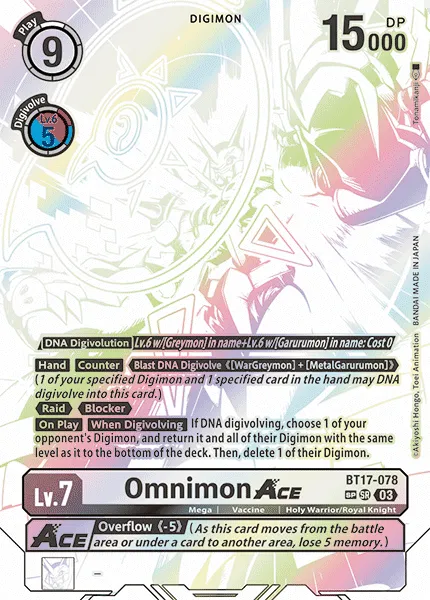 Play
9
DIGIMON
15000 DP
Digivolve
Lv.6
5
Tonamikanji
©Akiyoshi Hongo, Toei Animation BANDAI MADE IN JAPAN
DNA Digivolution Lv.6 w/[Greymon] in name+Lv.6 w/[Garurumon] in name: Cost 0
Hand Counter Blast DNA Digivolve 《[WarGreymon] + [MetalGarurumon]》
(1 of your specified Digimon and 1 specified card in the hand may DNA
digivolve into this card.)
Raid Blocker
On Play When Digivolving If DNA digivolving, choose 1 of your
opponent's Digimon, and return it and all of their Digimon with the same
level as it to the bottom of the deck. Then, delete 1 of their Digimon.
Lv.7
Omnimon ACE
BT17-078
BP SR 03
Mega Vaccine Holy Warrior/Royal Knight
ACE Overflow 《-5》 (As this card moves from the battle
area or under a card to another area, lose 5 memory.)
-